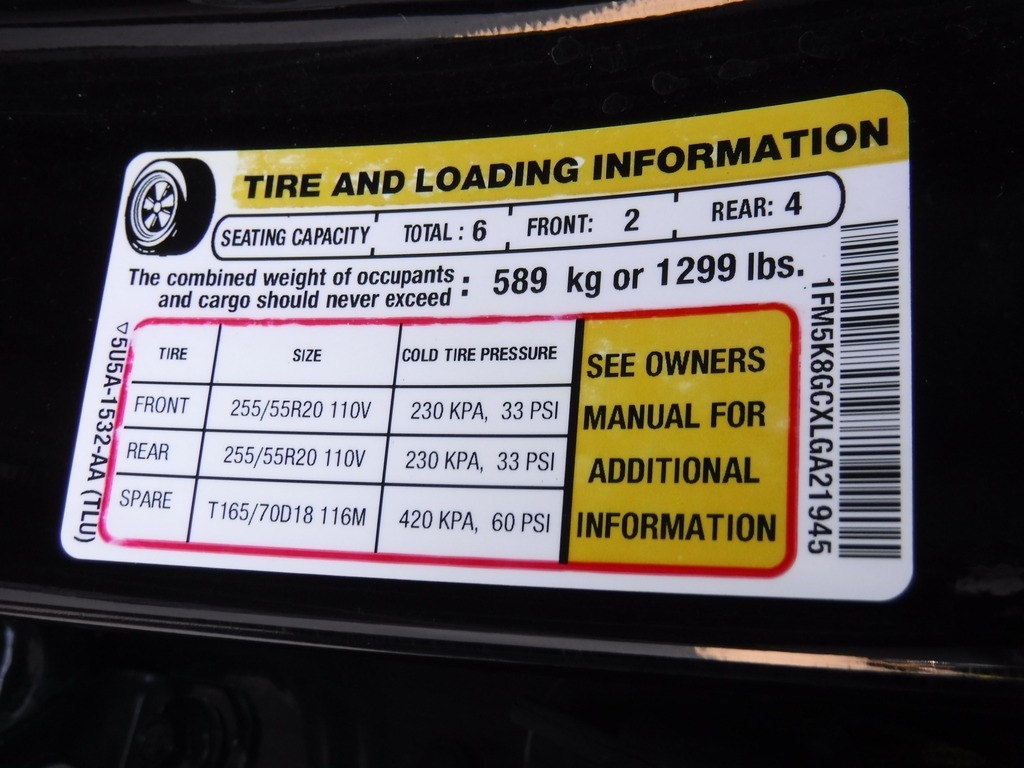 TIRE AND LOADING INFORMATION
SEATING CAPACITY TOTAL : 6 FRONT: 2 REAR: 4
The combined weight of occupants
and cargo should never exceed : 589 kg or 1299 lbs.
TIRE SIZE COLD TIRE PRESSURE
FRONT 255/55R20 110V 230 KPA, 33 PSI
REAR 255/55R20 110V 230 KPA, 33 PSI
SPARE T165/70D18 116M 420 KPA, 60 PSI
SEE OWNERS
MANUAL FOR
ADDITIONAL
INFORMATION
▽5U5A-1532-AA (TLU)
1FM5K8GCXLGA21945